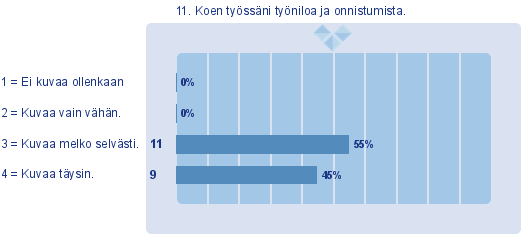 11. Koen työssäni työniloa ja onnistumista.
1 = Ei kuvaa ollenkaan 0%
2 = Kuvaa vain vähän. 0%
3 = Kuvaa melko selvästi. 11 55%
4 = Kuvaa täysin. 9 45%